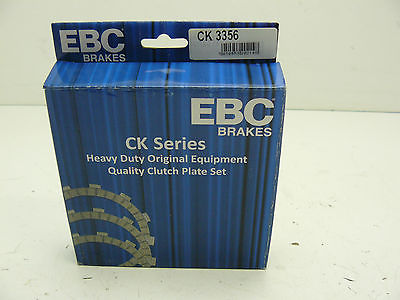 EBC
BRAKES
CK 3356
EBC
BRAKES
CK Series
Heavy Duty Original Equipment
Quality Clutch Plate Set